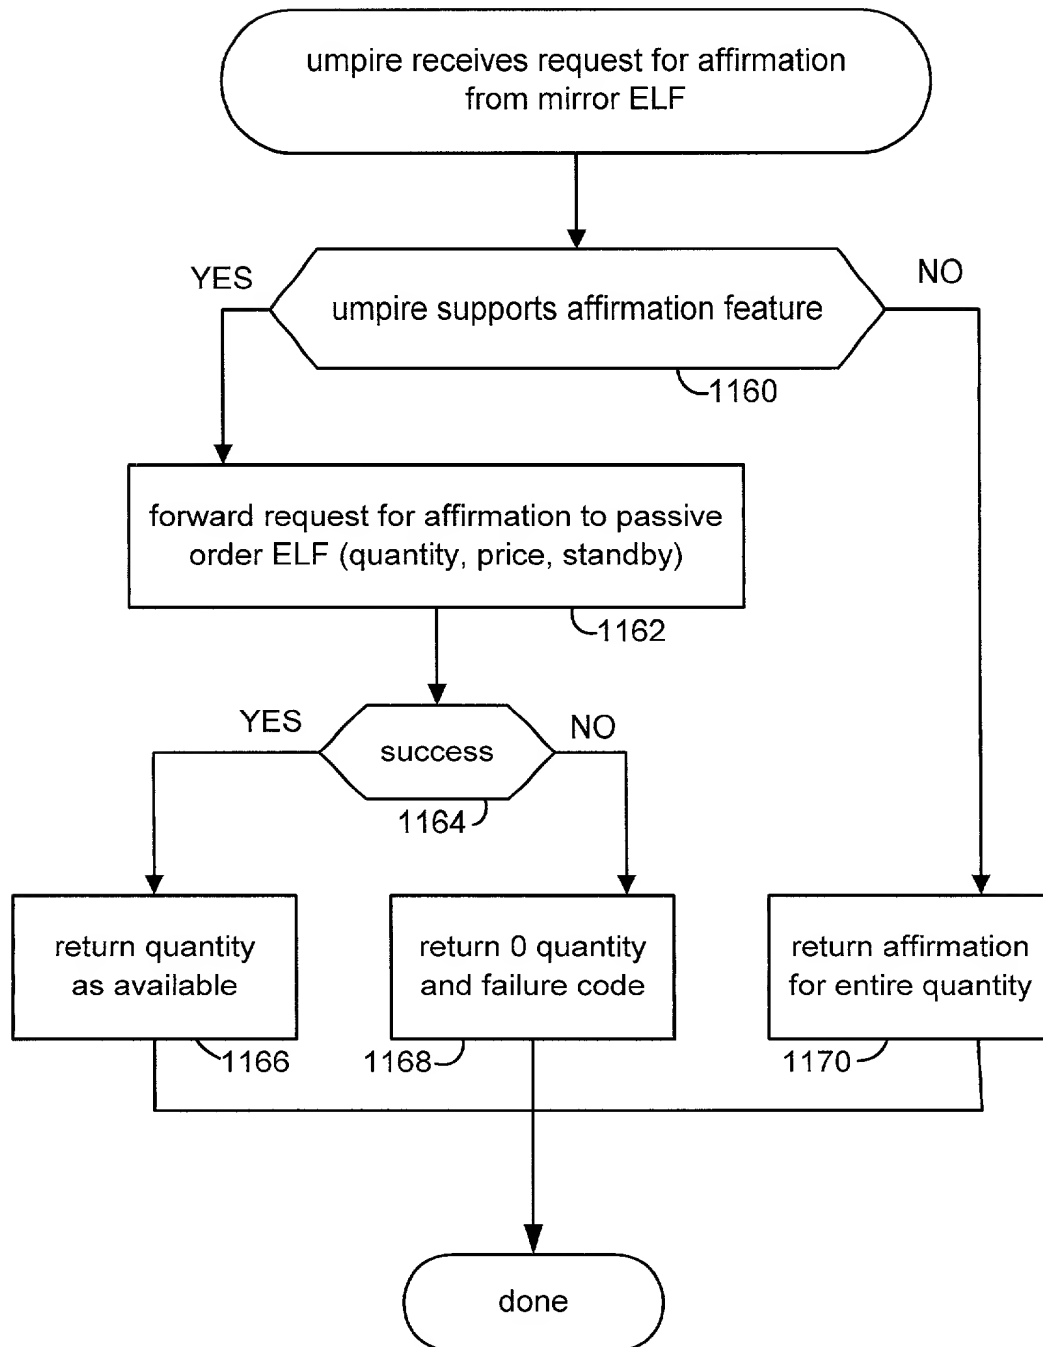 umpire receives request for affirmation
from mirror ELF
YES
NO
umpire supports affirmation feature
1160
forward request for affirmation to passive
order ELF (quantity, price, standby)
1162
YES
NO
success
1164
return quantity
as available
1166
return 0 quantity
and failure code
1168
return affirmation
for entire quantity
1170
done